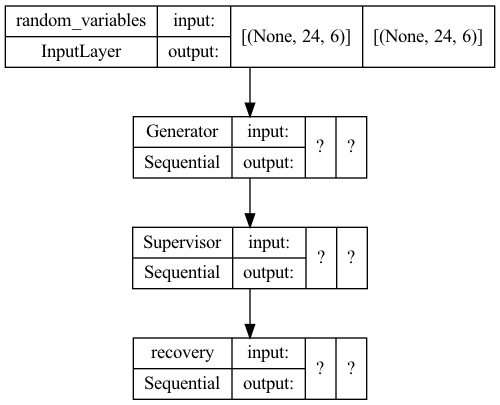 random_variables input: [(None, 24, 6)] [(None, 24, 6)]
InputLayer output:
Generator input: ? ?
Sequential output:
Supervisor input: ? ?
Sequential output:
recovery input: ? ?
Sequential output: